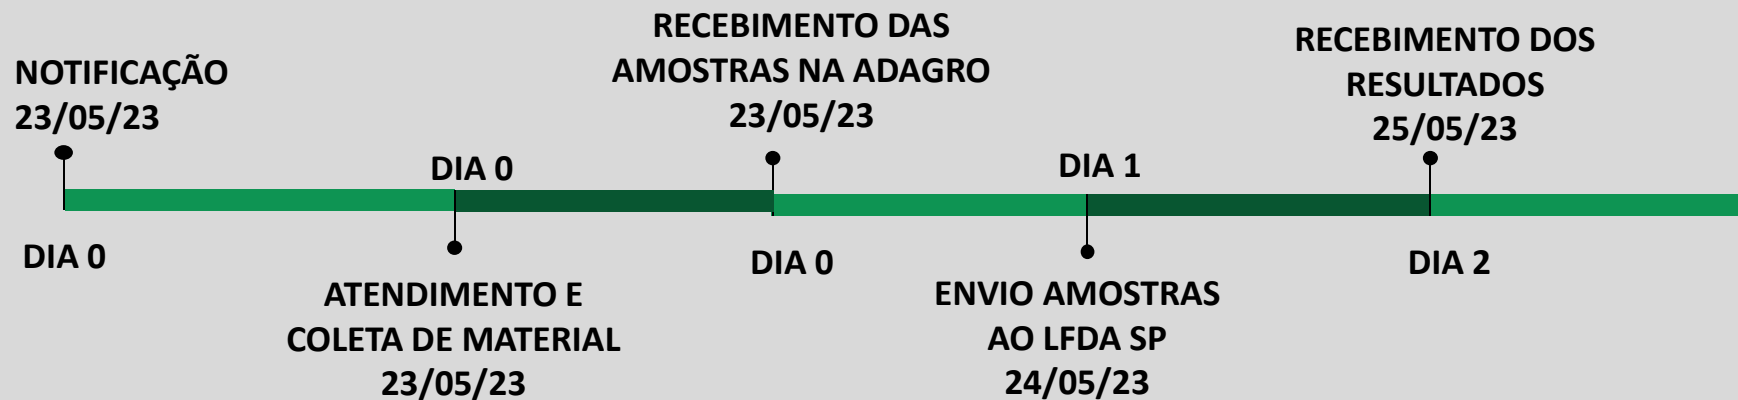 NOTIFICAÇÃO
23/05/23
DIA 0
DIA 0
ATENDIMENTO E
COLETA DE MATERIAL
23/05/23
RECEBIMENTO DAS
AMOSTRAS NA ADAGRO
23/05/23
DIA 0
DIA 1
ENVIO AMOSTRAS
AO LFDA SP
24/05/23
RECEBIMENTO DOS
RESULTADOS
25/05/23
DIA 2